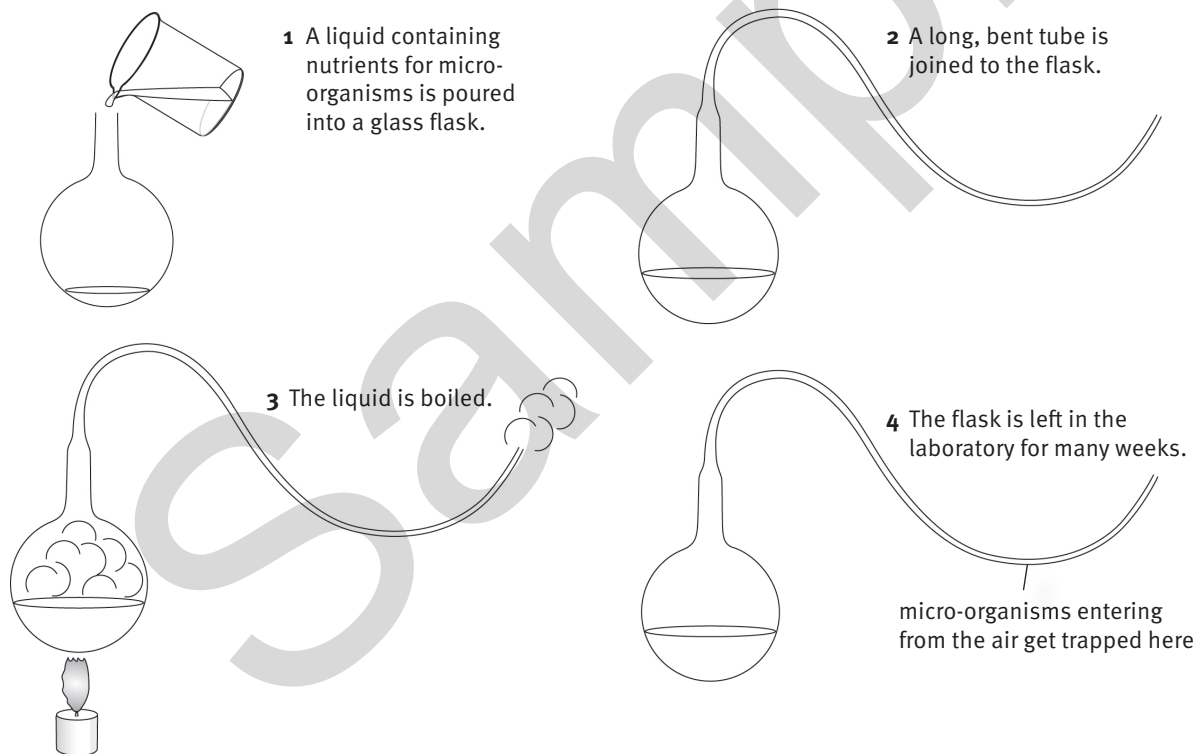 1 A liquid containing
nutrients for micro-
organisms is poured
into a glass flask.
2 A long, bent tube is
joined to the flask.
3 The liquid is boiled.
4 The flask is left in the
laboratory for many weeks.
micro-organisms entering
from the air get trapped here
Samp